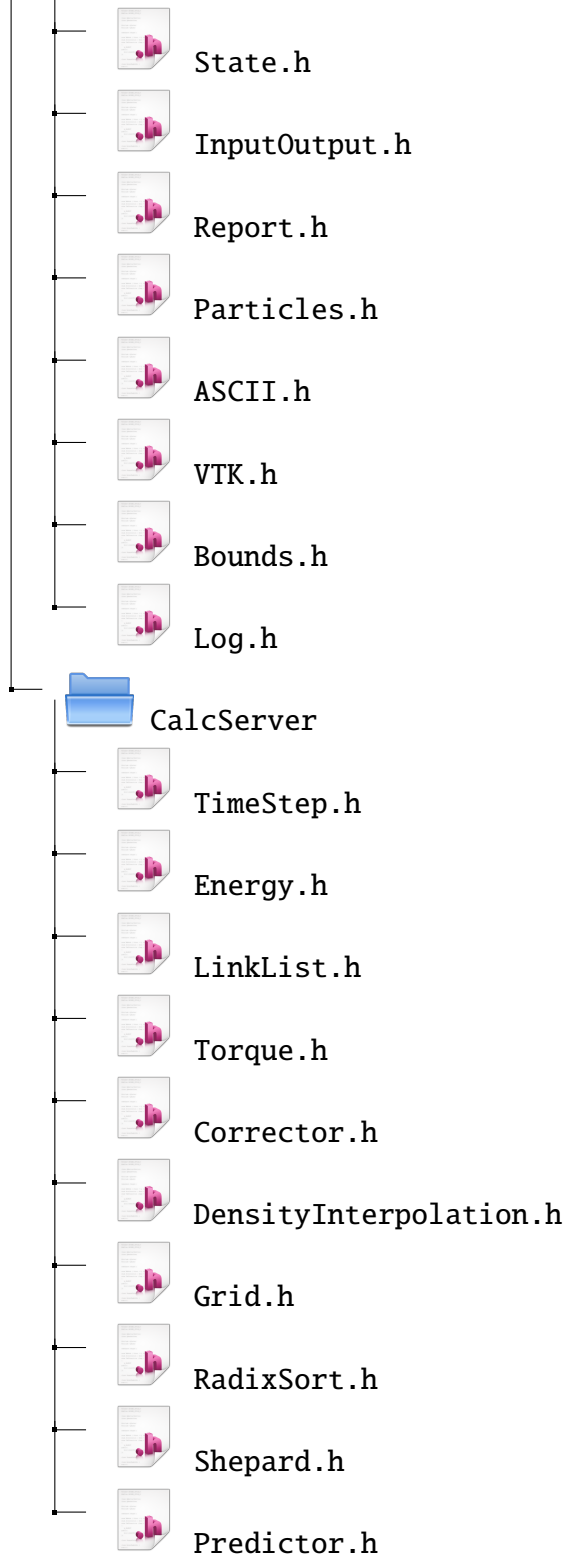 State.h
InputOutput.h
Report.h
Particles.h
ASCII.h
VTK.h
Bounds.h
Log.h
CalcServer
TimeStep.h
Energy.h
LinkList.h
Torque.h
Corrector.h
DensityInterpolation.h
Grid.h
RadixSort.h
Shepard.h
Predictor.h